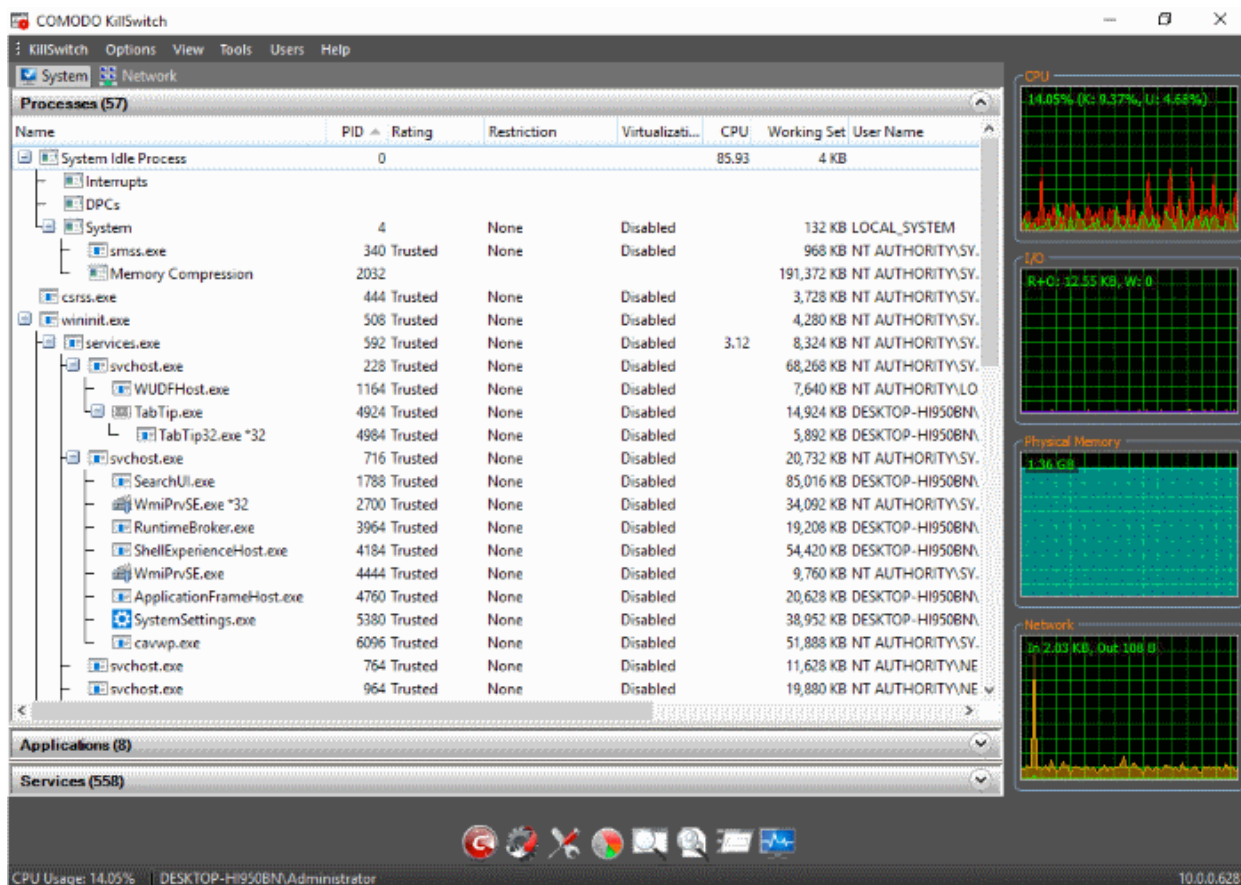 COMODO KillSwitch
KillSwitch Options View Tools Users Help
System Network
Processes (57)
Name PID Rating Restriction Virtualizati... CPU Working Set User Name
System Idle Process 0 85.93 4 KB
Interrupts
DPCs
System 4 None Disabled 132 KB LOCAL_SYSTEM
smss.exe 340 Trusted None Disabled 968 KB NT AUTHORITY\SY.
Memory Compression 2032 191,372 KB NT AUTHORITY\SY.
csrss.exe 444 Trusted None Disabled 3,728 KB NT AUTHORITY\SY.
wininit.exe 508 Trusted None Disabled 4,280 KB NT AUTHORITY\SY.
services.exe 592 Trusted None Disabled 3.12 8,324 KB NT AUTHORITY\SY.
svchost.exe 228 Trusted None Disabled 68,268 KB NT AUTHORITY\SY.
WUDFHost.exe 1164 Trusted None Disabled 7,640 KB NT AUTHORITY\LO
TabTip.exe 4924 Trusted None Disabled 14,924 KB DESKTOP-HI950BN\
TabTip32.exe *32 4984 Trusted None Disabled 5,892 KB DESKTOP-HI950BN\
svchost.exe 716 Trusted None Disabled 20,732 KB NT AUTHORITY\SY.
SearchUI.exe 1788 Trusted None Disabled 85,016 KB DESKTOP-HI950BN\
WmiPrvSE.exe *32 2700 Trusted None Disabled 34,092 KB NT AUTHORITY\SY.
RuntimeBroker.exe 3964 Trusted None Disabled 19,208 KB DESKTOP-HI950BN\
ShellExperienceHost.exe 4184 Trusted None Disabled 54,420 KB DESKTOP-HI950BN\
WmiPrvSE.exe 4444 Trusted None Disabled 9,760 KB NT AUTHORITY\SY.
ApplicationFrameHost.exe 4760 Trusted None Disabled 20,628 KB DESKTOP-HI950BN\
SystemSettings.exe 5380 Trusted None Disabled 38,952 KB DESKTOP-HI950BN\
cavwp.exe 6096 Trusted None Disabled 51,888 KB NT AUTHORITY\SY.
svchost.exe 764 Trusted None Disabled 11,628 KB NT AUTHORITY\NE
svchost.exe 964 Trusted None Disabled 19,880 KB NT AUTHORITY\NE
Applications (8)
Services (558)
CPU
14.05% (K: 9.37%, U: 4.68%)
I/O
R+O: 12.55 KB, W: 0
Physical Memory
1.36 GB
Network
In 2.03 KB, Out 108 B
CPU Usage: 14.05% DESKTOP-HI950BN\Administrator 10.0.0.628